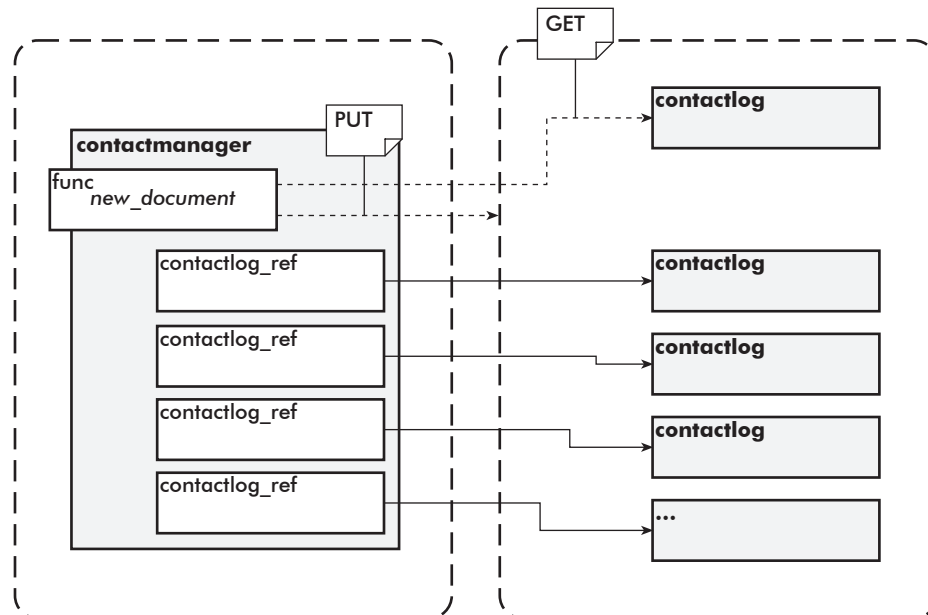 GET
contactlog
PUT
contactmanager
func
new_document
contactlog_ref
contactlog
contactlog_ref
contactlog
contactlog_ref
contactlog
contactlog_ref
...